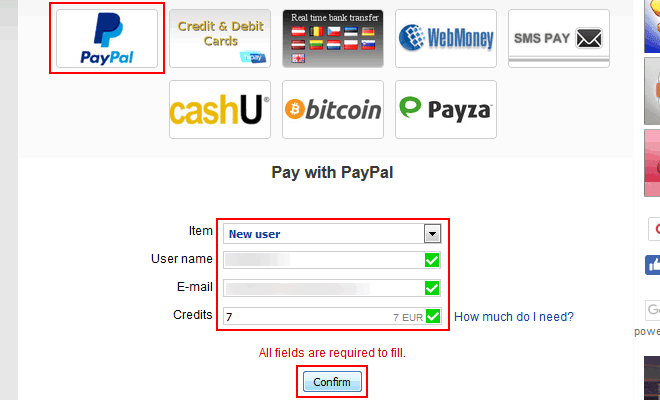 PayPal
Credit & Debit
Cards
Real time bank transfer
WebMoney
SMS PAY
cashU®
bitcoin
Payza™
Pay with PayPal
Item
New user
User name
E-mail
Credits
7
7 EUR
How much do I need?
All fields are required to fill.
Confirm
powe